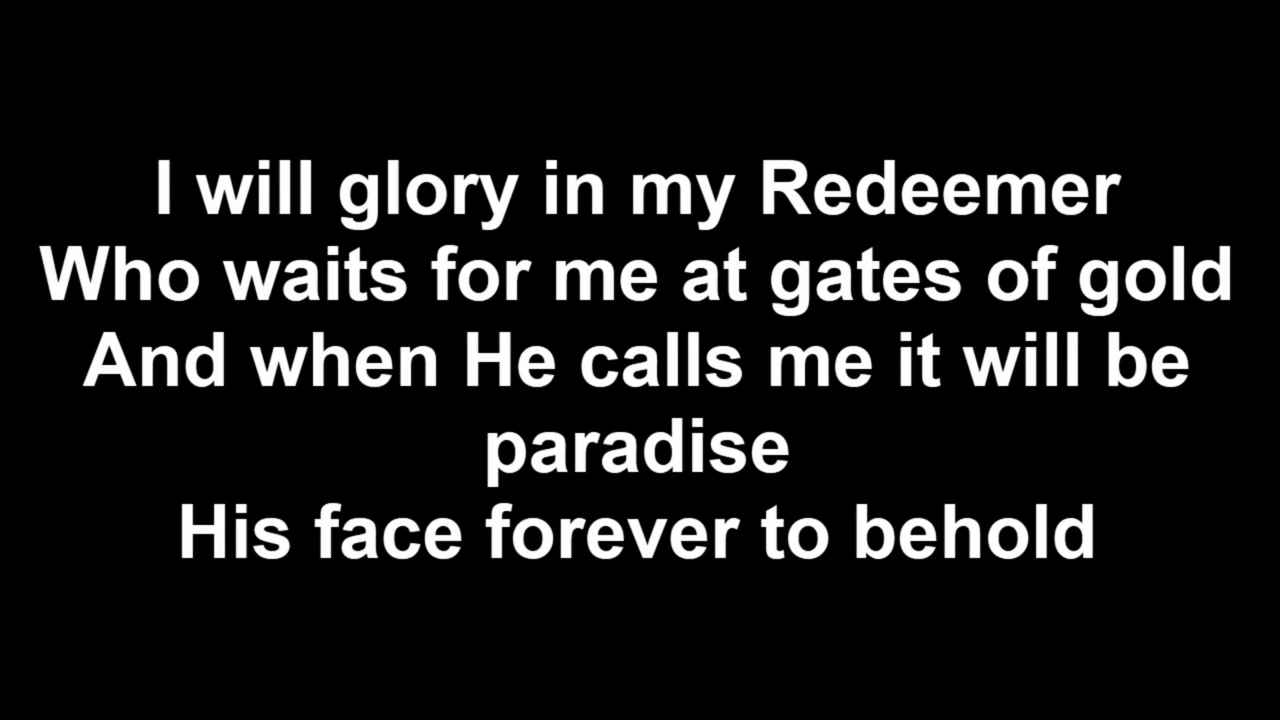 I will glory in my Redeemer
Who waits for me at gates of gold
And when He calls me it will be
paradise
His face forever to behold